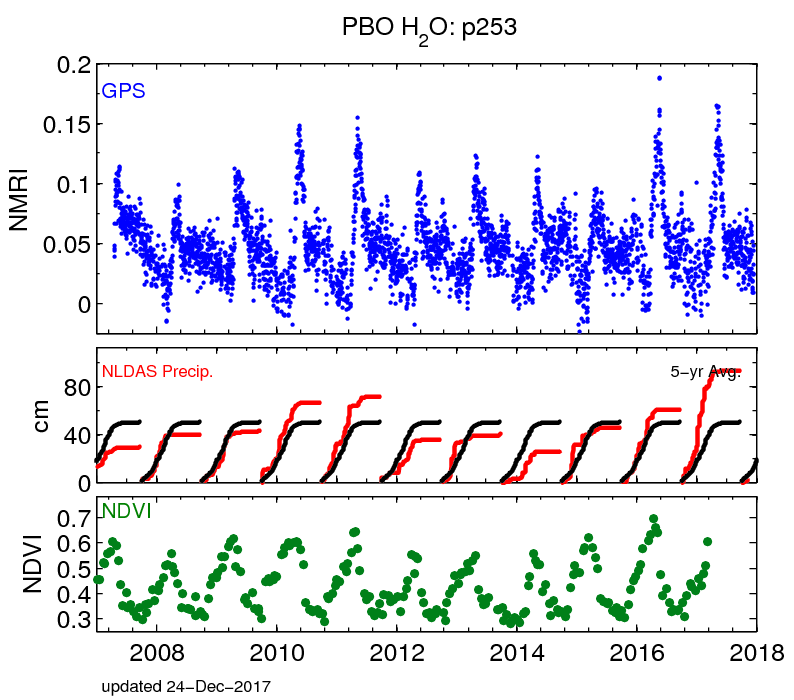 PBO H2O: p253
GPS
NMRI
0.2
0.15
0.1
0.05
0
NLDAS Precip.
5−yr Avg.
cm
80
40
0
NDVI
NDVI
0.7
0.6
0.5
0.4
0.3
2008 2010 2012 2014 2016 2018
updated 24−Dec−2017